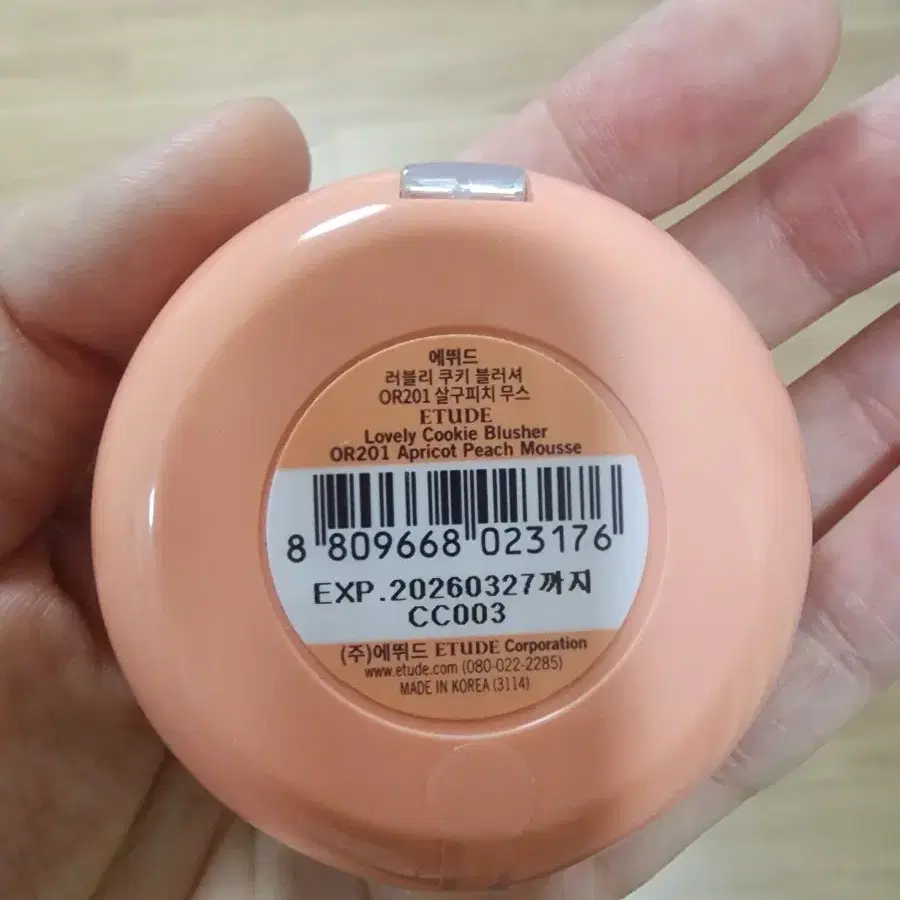 에뛰드
러블리 쿠키 블러셔
OR201 살구피치 무스
ETUDE
Lovely Cookie Blusher
OR201 Apricot Peach Mousse
8 809668 023176
EXP.20260327까지
CC003
(주)에뛰드 ETUDE Corporation
www.etude.com (080-022-2285)
MADE IN KOREA (3114)